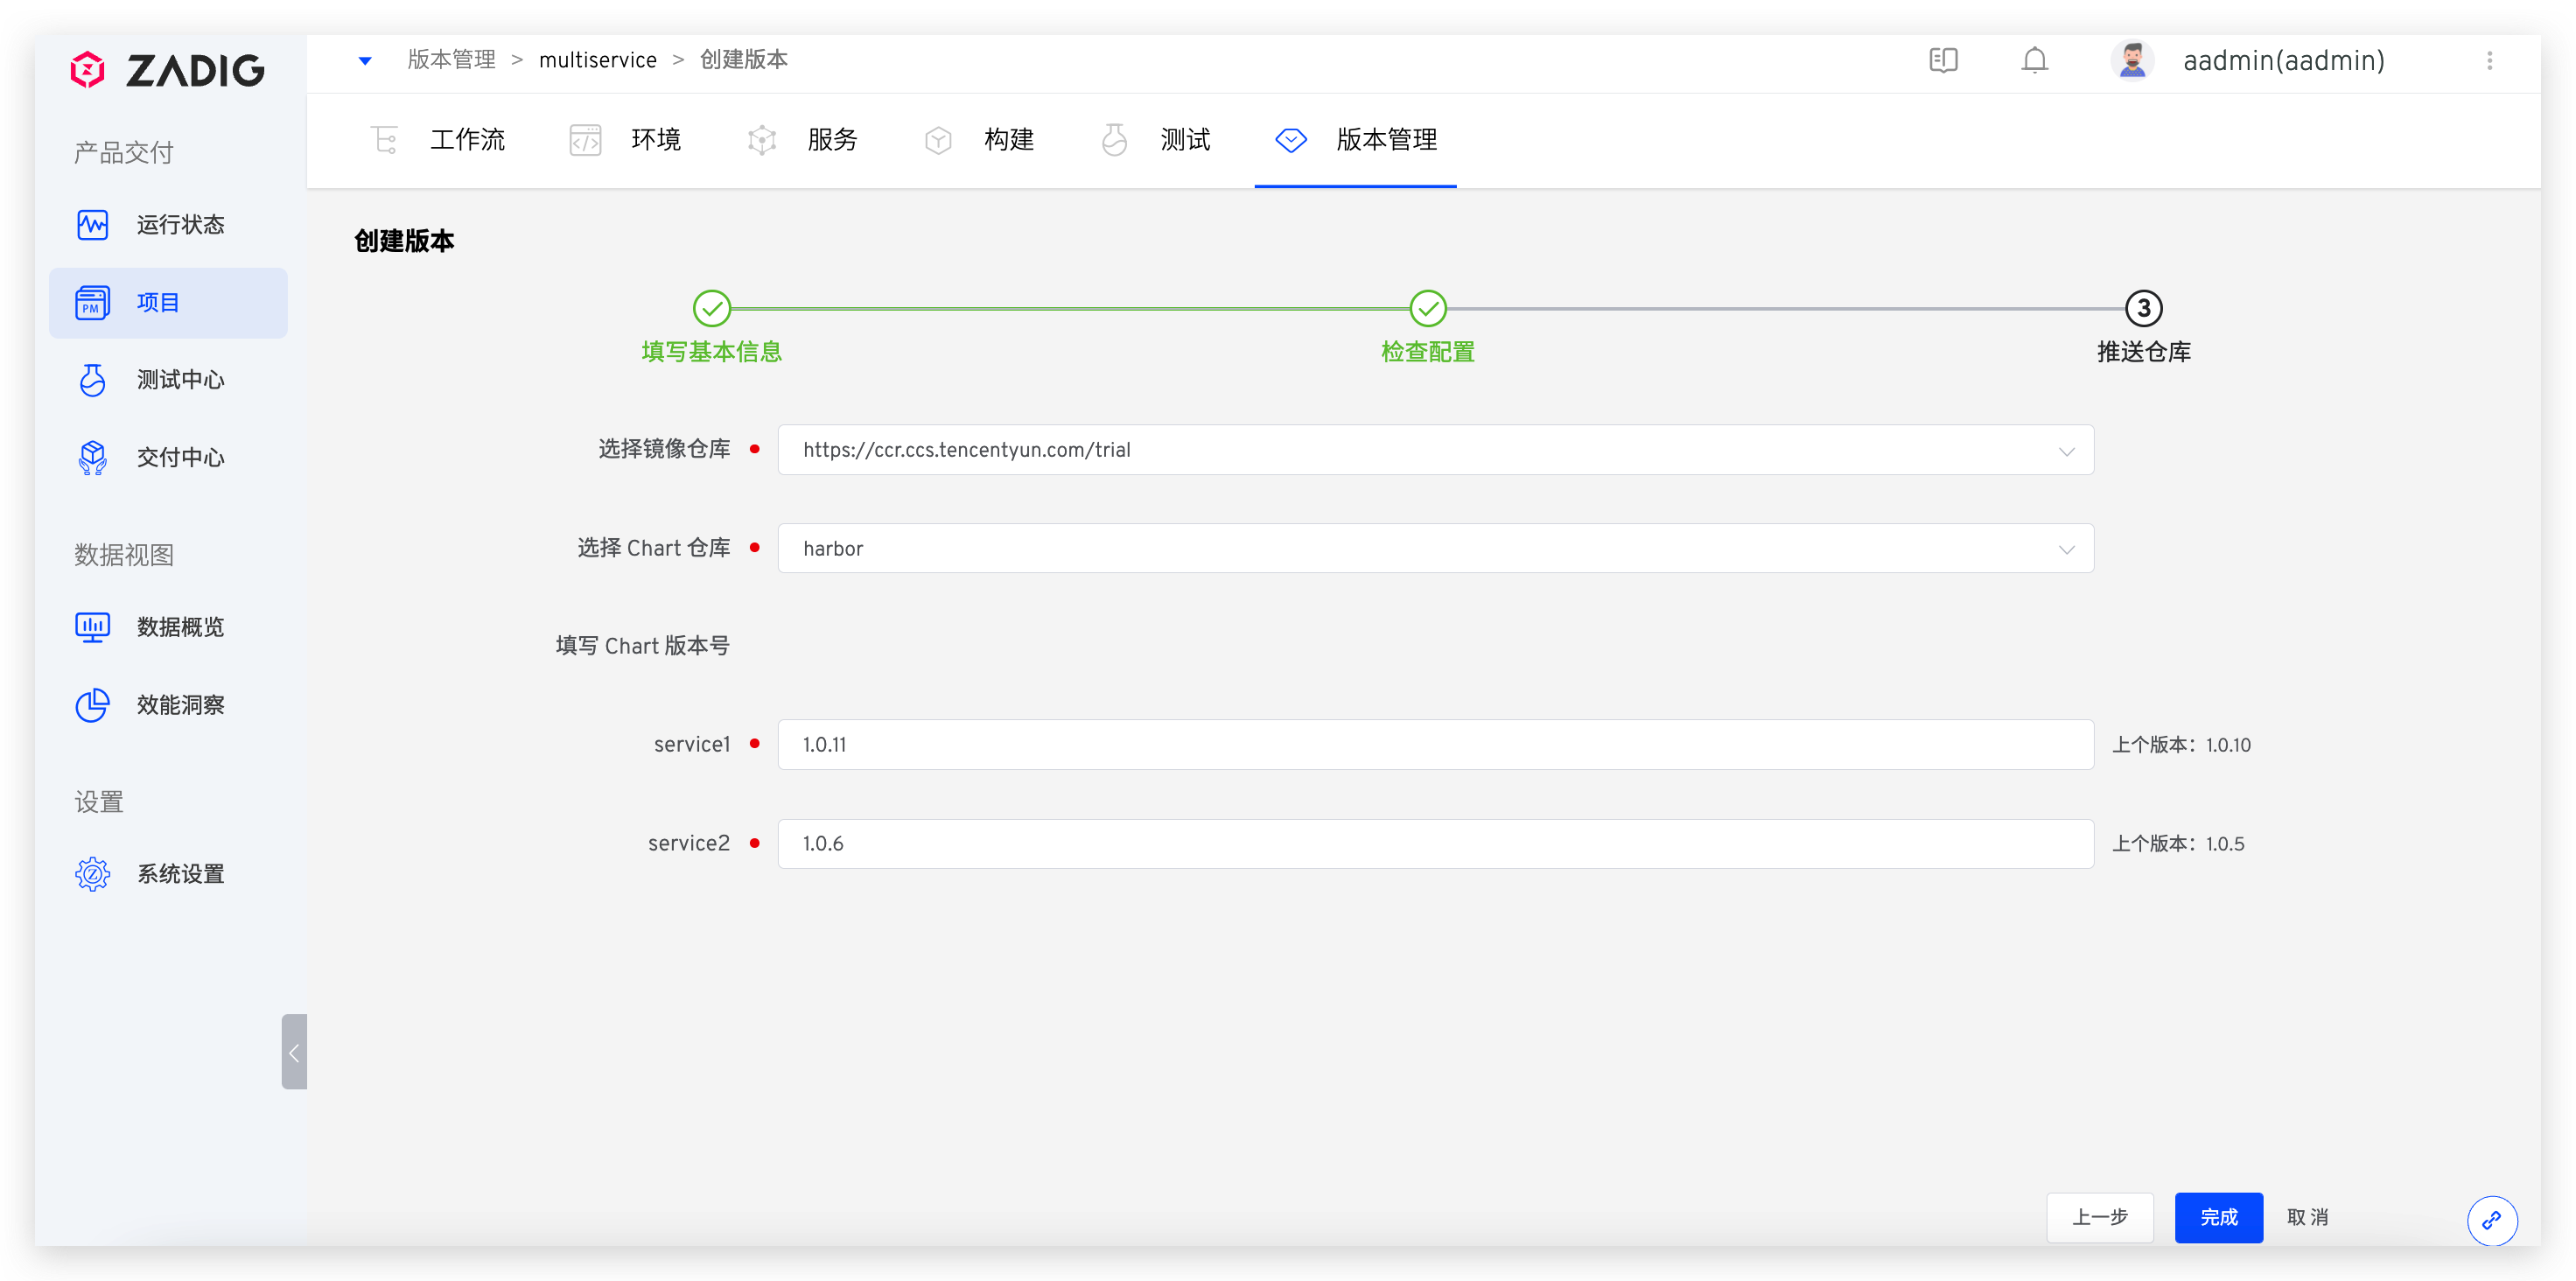 ZADIG
版本管理 > multiservice > 创建版本
aadmin(aadmin)
工作流
环境
服务
构建
测试
版本管理
产品交付
运行状态
PM
项目
测试中心
交付中心
数据视图
数据概览
效能洞察
设置
系统设置
创建版本
填写基本信息
检查配置
3
推送仓库
选择镜像仓库
https://ccr.ccs.tencentyun.com/trial
选择 Chart 仓库
harbor
填写 Chart 版本号
service1
1.0.11
上个版本：1.0.10
service2
1.0.6
上个版本：1.0.5
上一步
完成
取 消